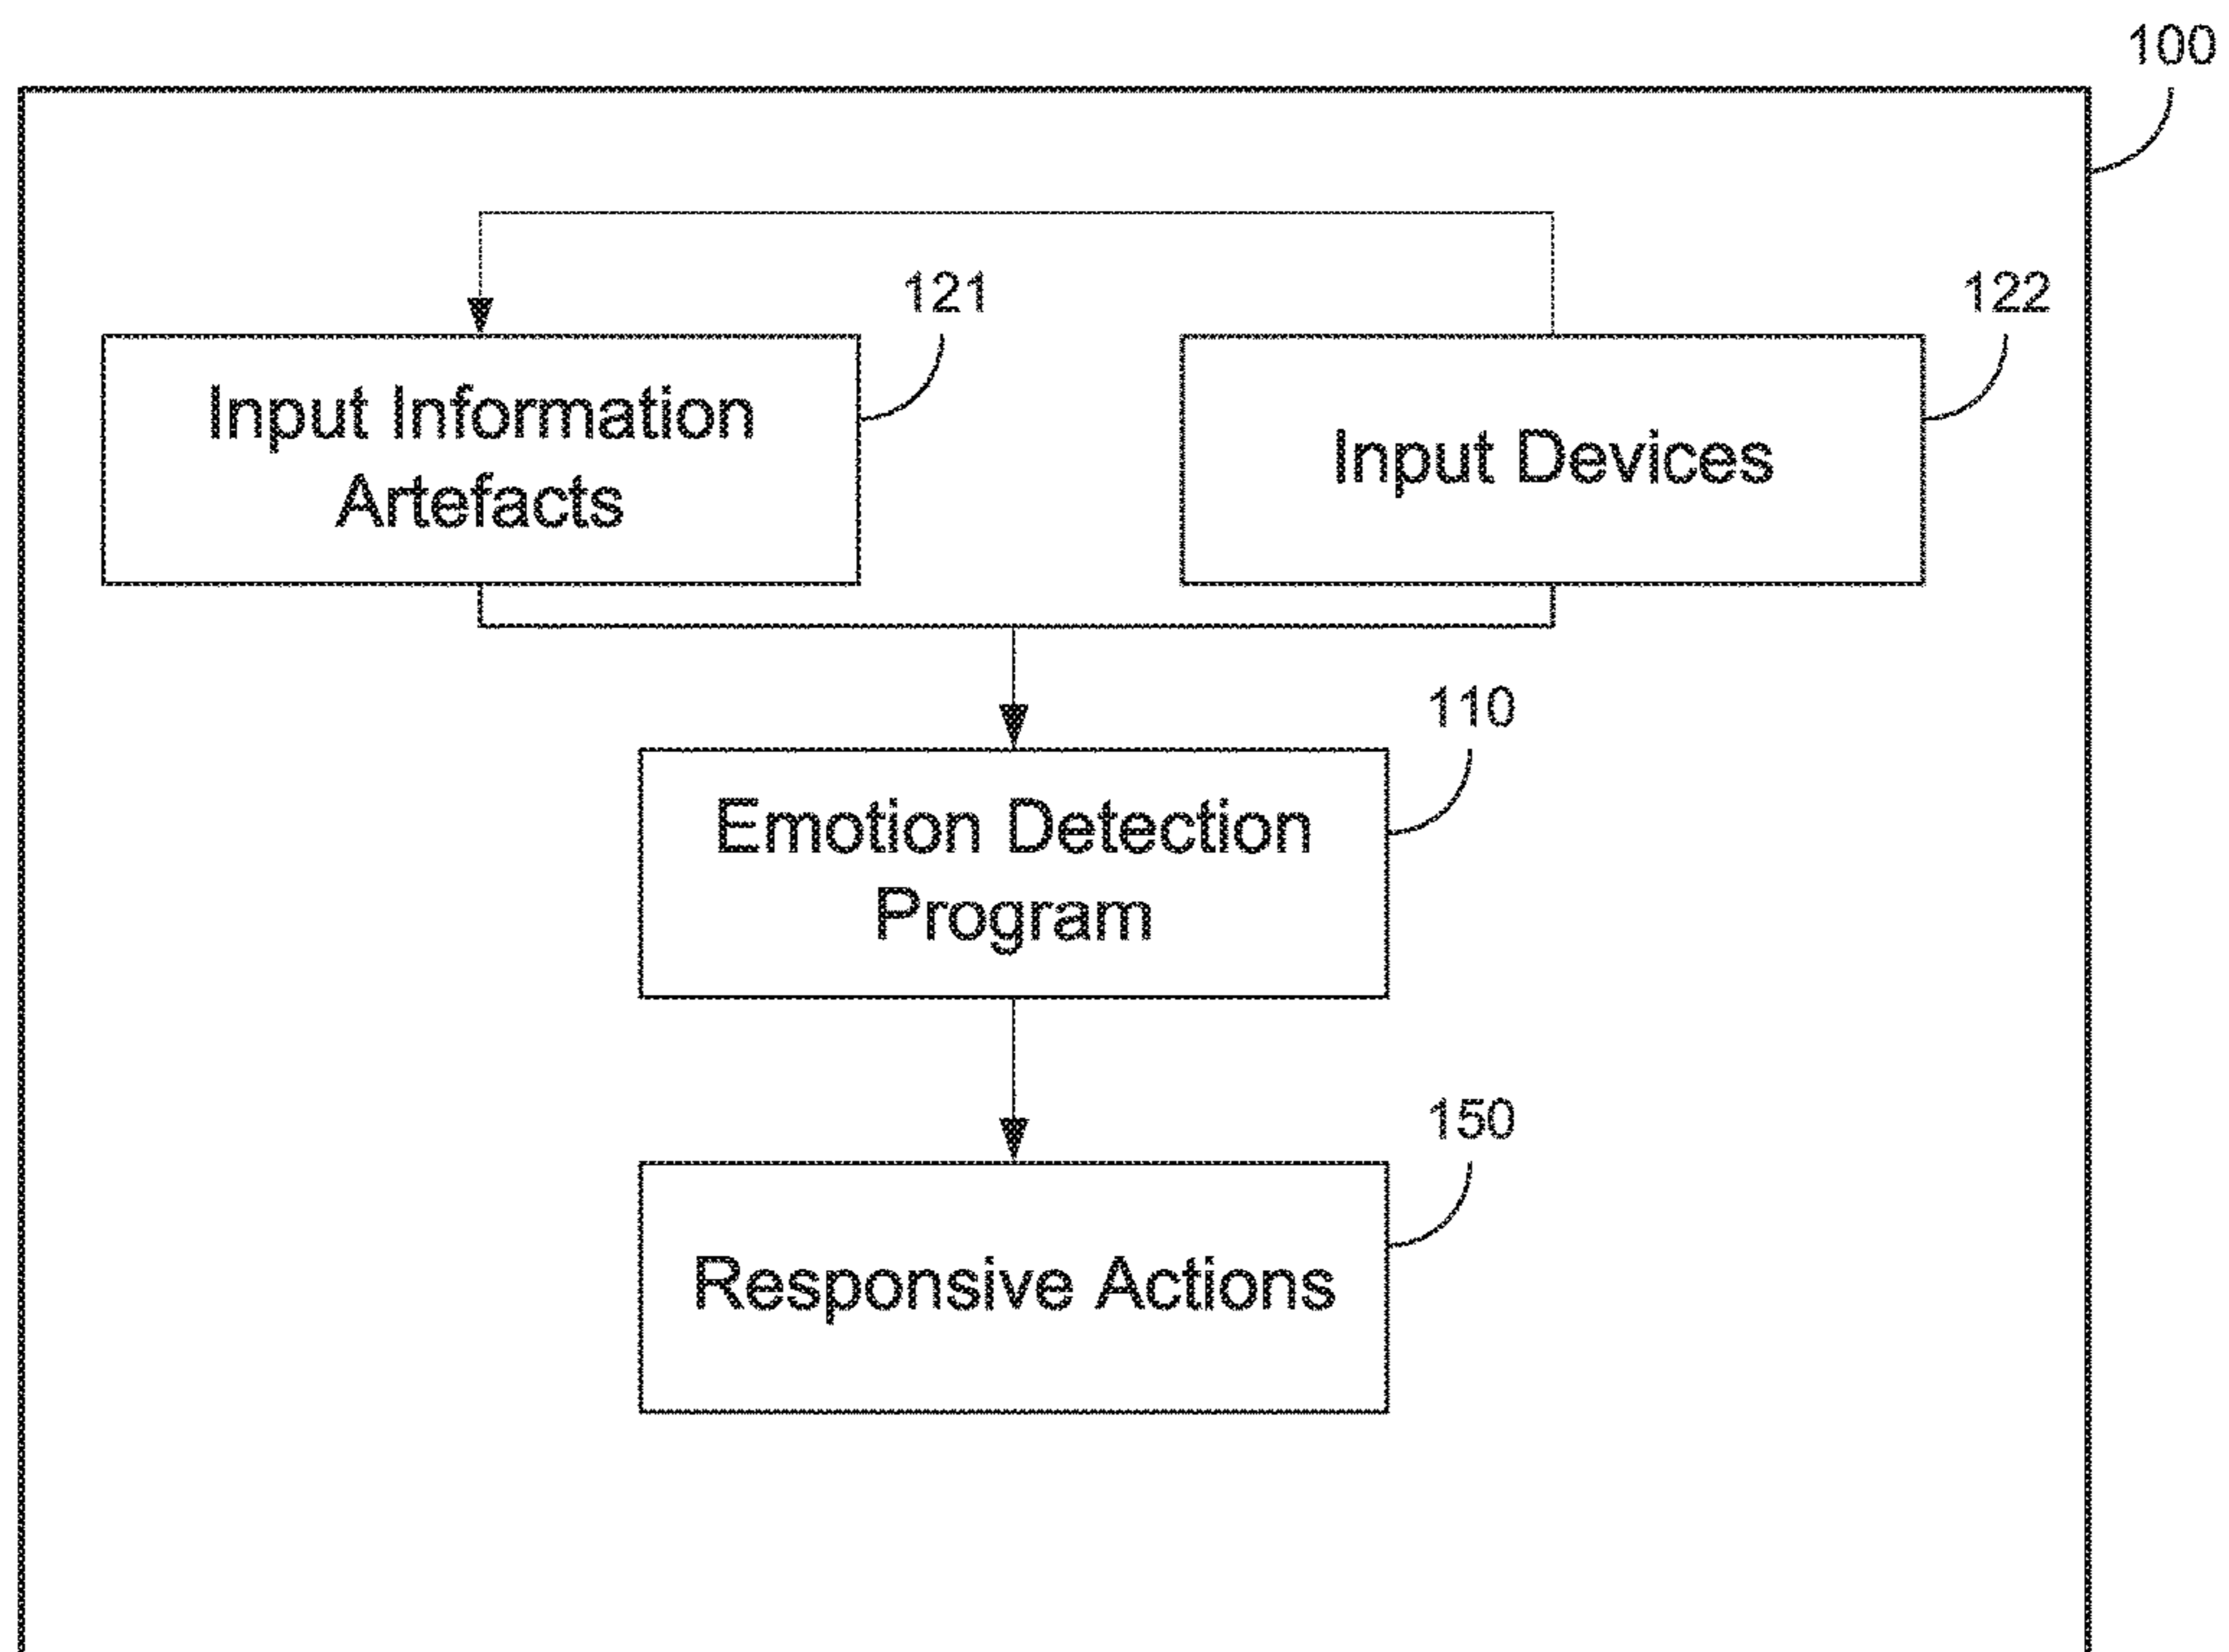 100
121
122
Input Information
Artefacts
Input Devices
110
Emotion Detection
Program
150
Responsive Actions